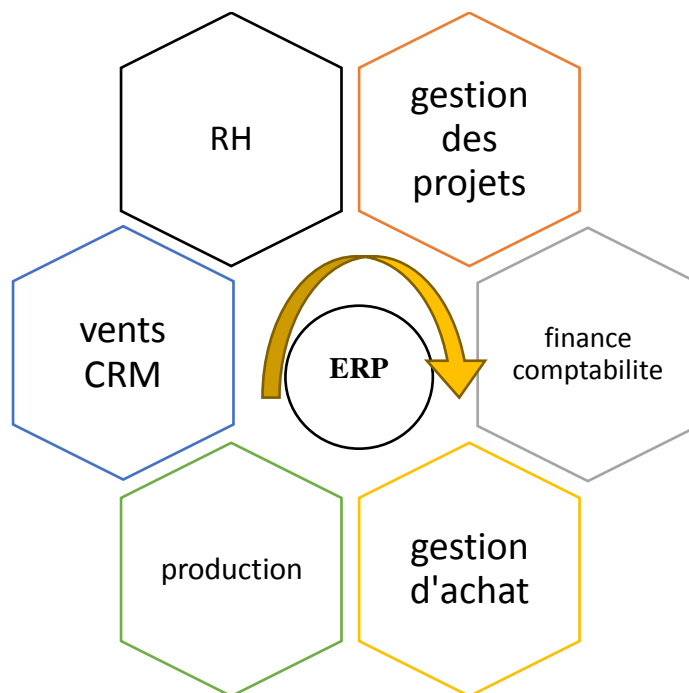 RH
gestion
des
projets
vents
CRM
ERP
finance
comptabilite
production
gestion
d'achat